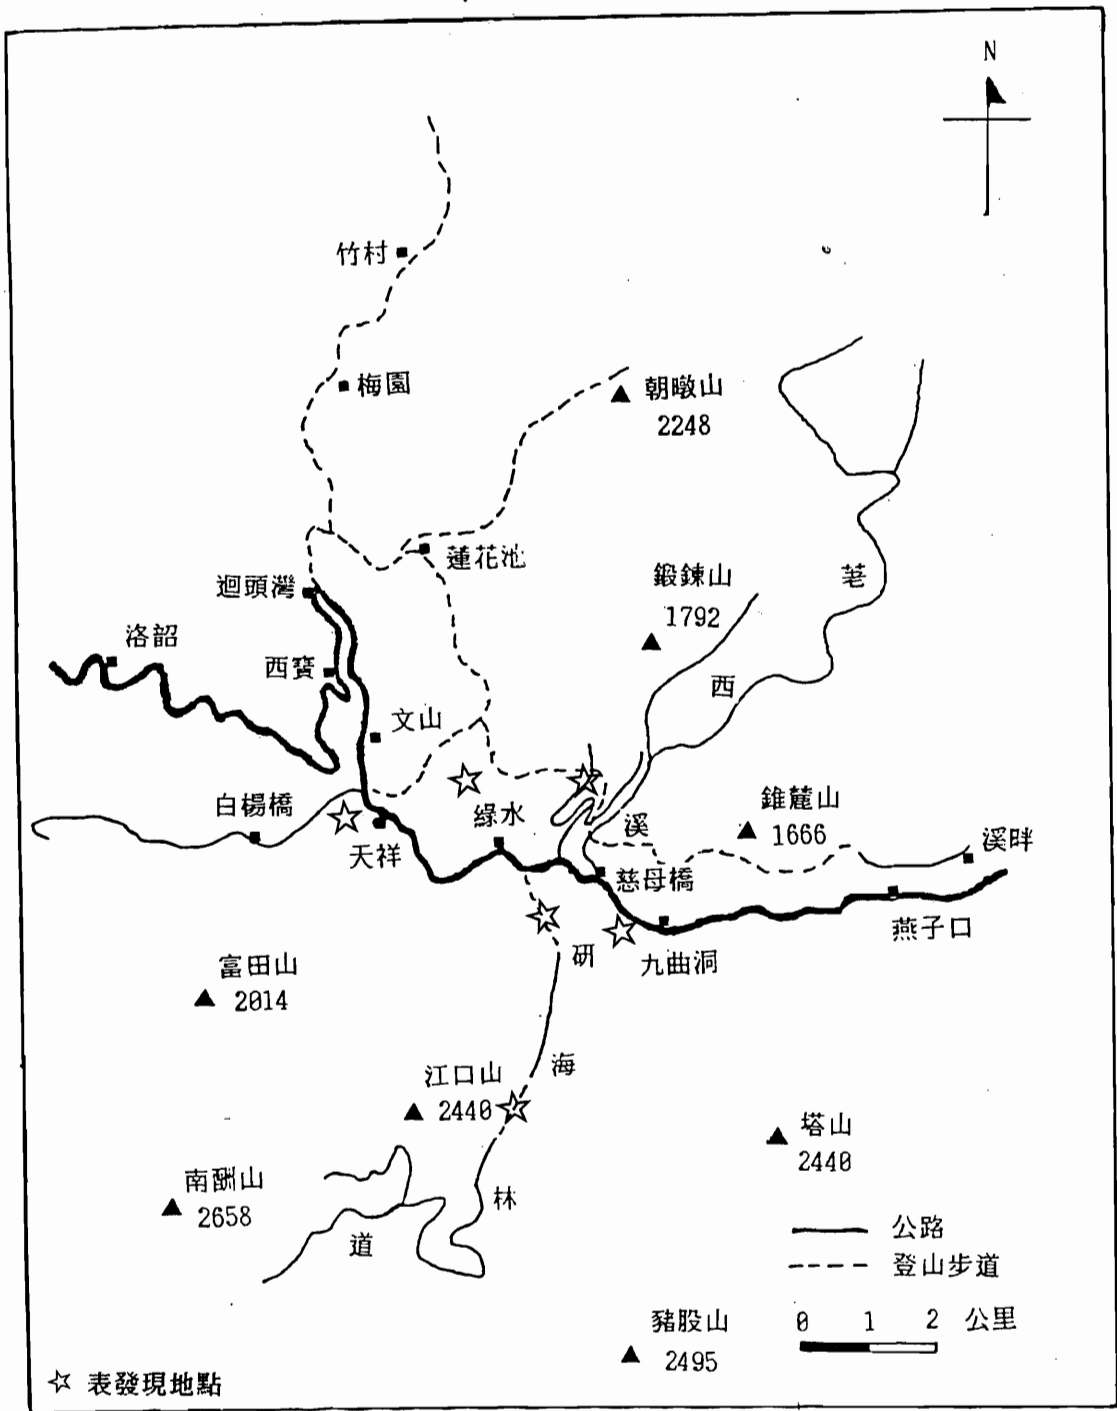 N
竹村
梅園
朝暾山
2248
蓮花池
鍛鍊山
1792
荖
西
溪
迴頭灣
洛韶
西寶
文山
白楊橋
天祥
綠水
錐麓山
1666
溪畔
慈母橋
燕子口
九曲洞
研
海
林
道
富田山
2014
江口山
2440
塔山
2440
南酬山
2658
公路
登山步道
0 1 2 公里
豬股山
2495
☆ 表發現地點